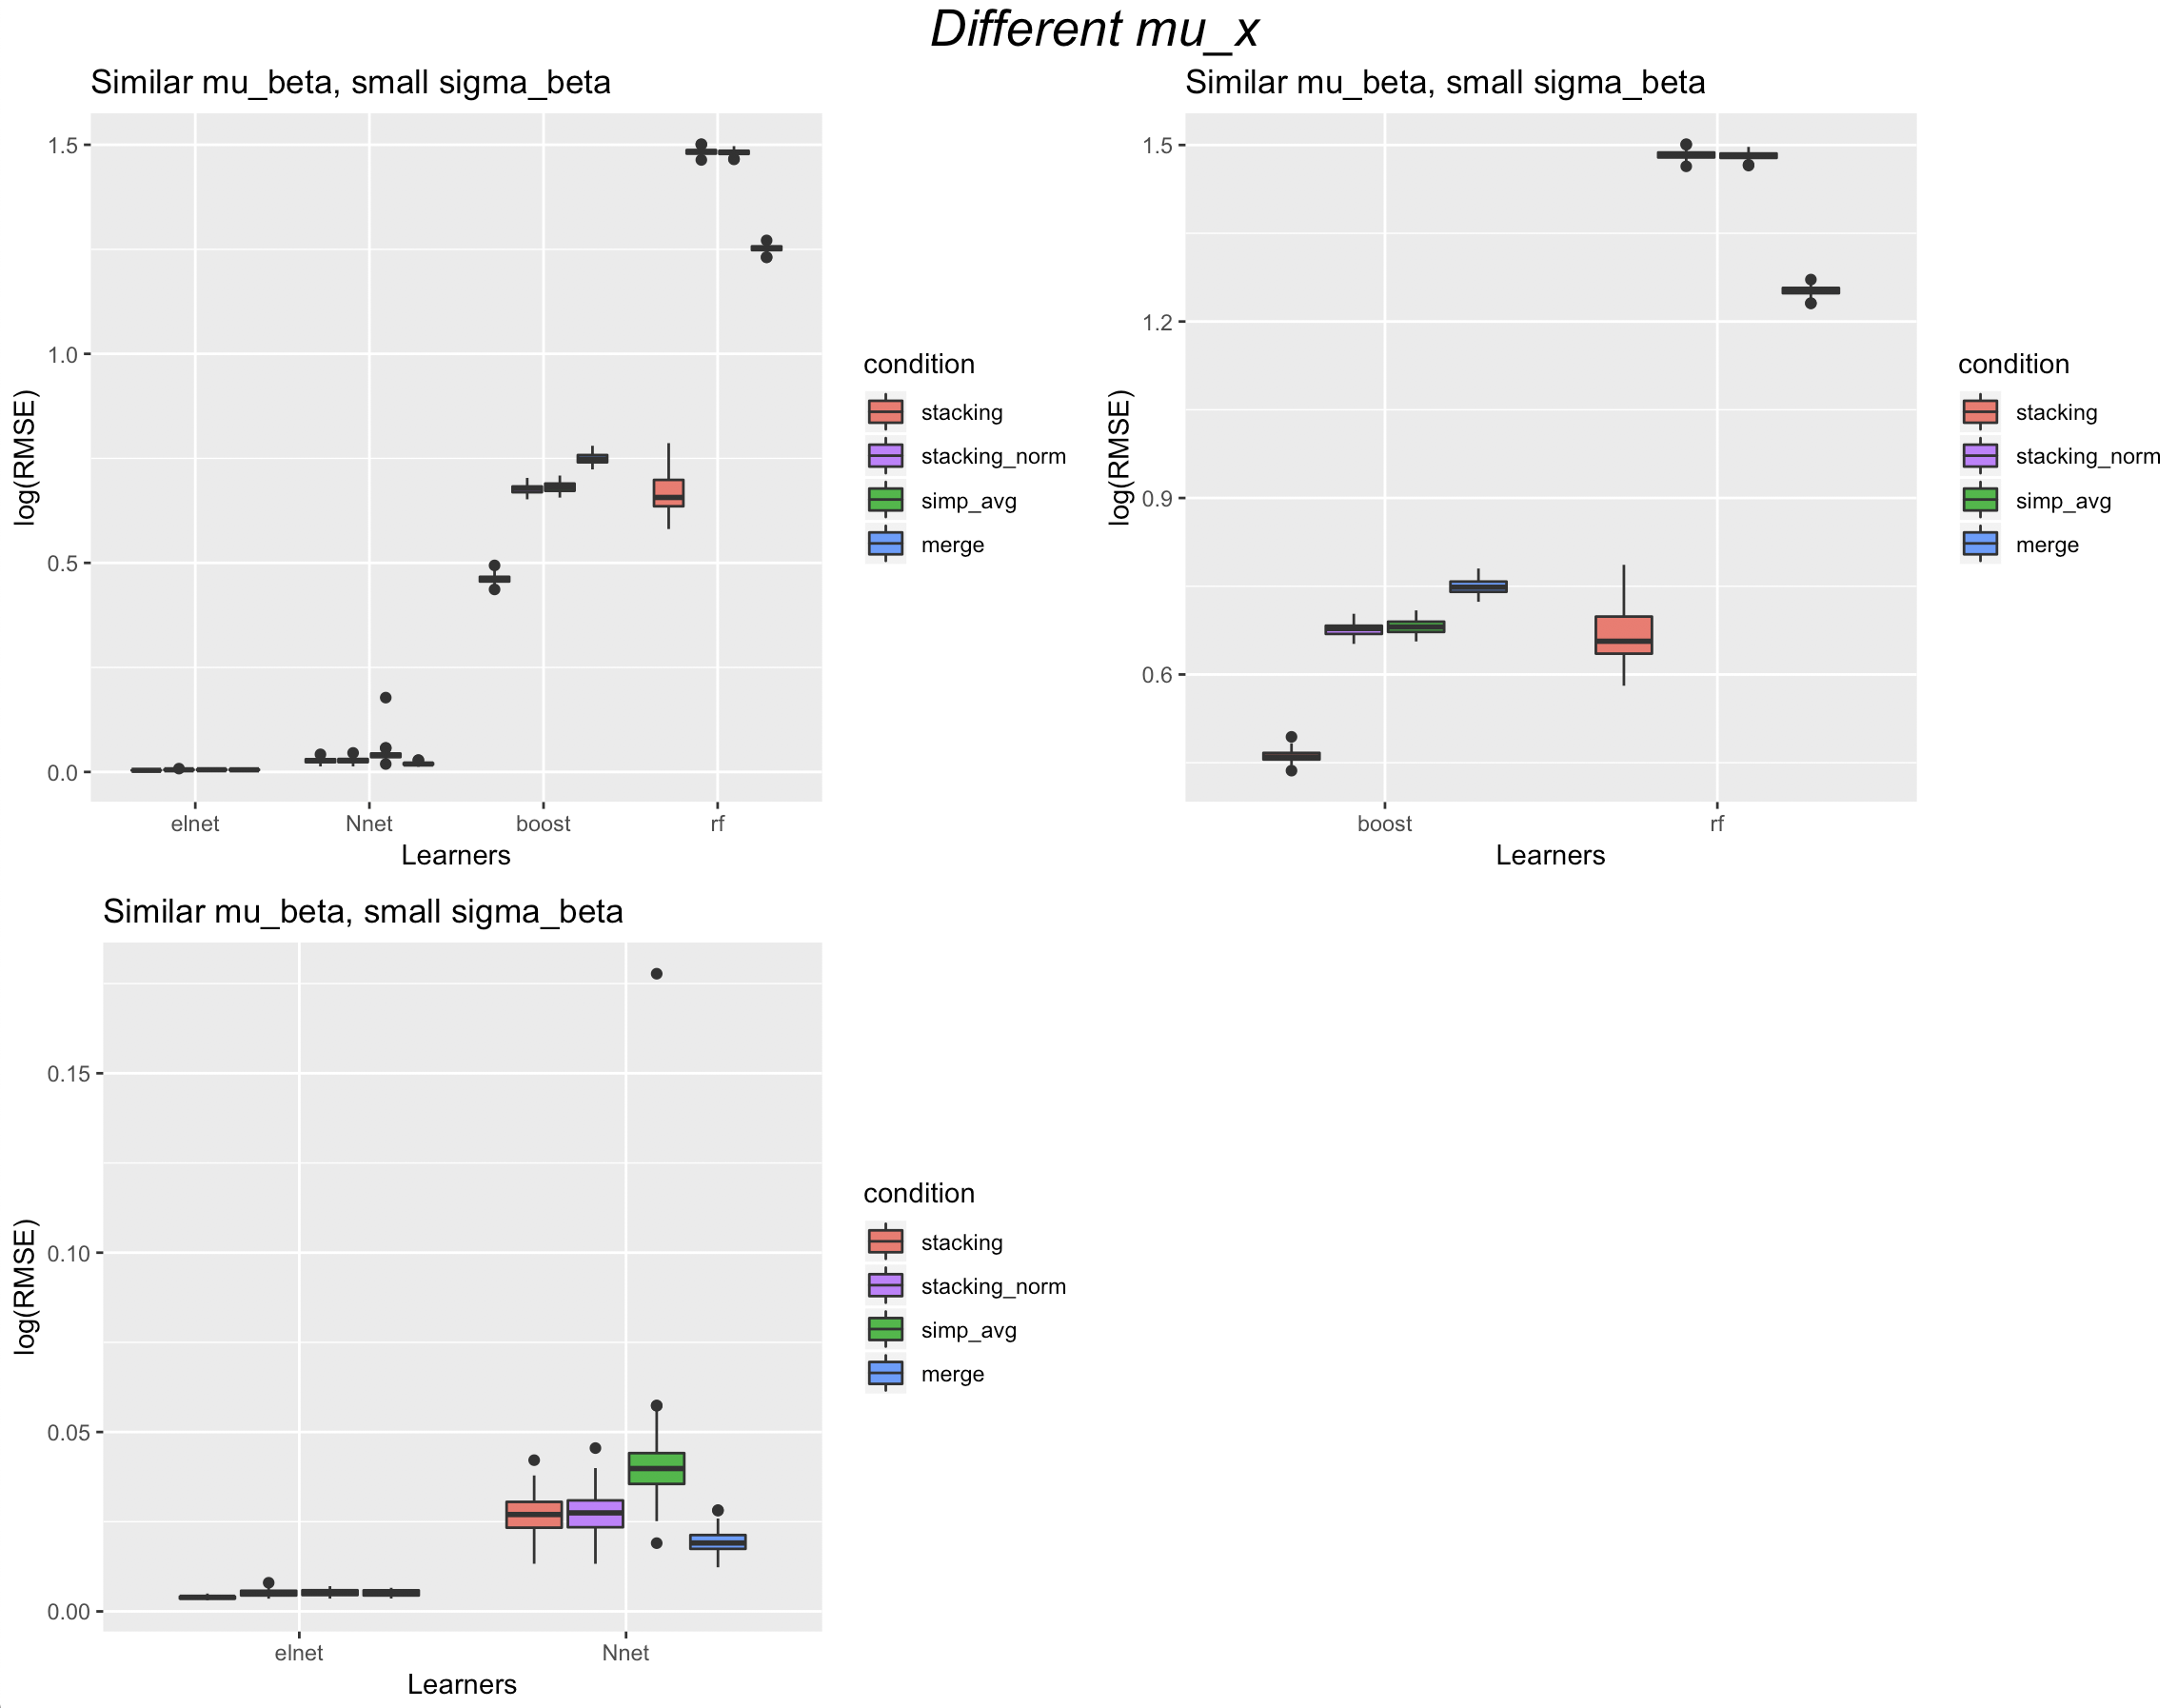 Different mu_x
Similar mu_beta, small sigma_beta
log(RMSE)
1.5
1.0
0.5
0.0
elnet Nnet boost rf
Learners
condition
stacking
stacking_norm
simp_avg
merge
Similar mu_beta, small sigma_beta
log(RMSE)
1.5
1.2
0.9
0.6
boost rf
Learners
condition
stacking
stacking_norm
simp_avg
merge
Similar mu_beta, small sigma_beta
log(RMSE)
0.15
0.10
0.05
0.00
elnet Nnet
Learners
condition
stacking
stacking_norm
simp_avg
merge